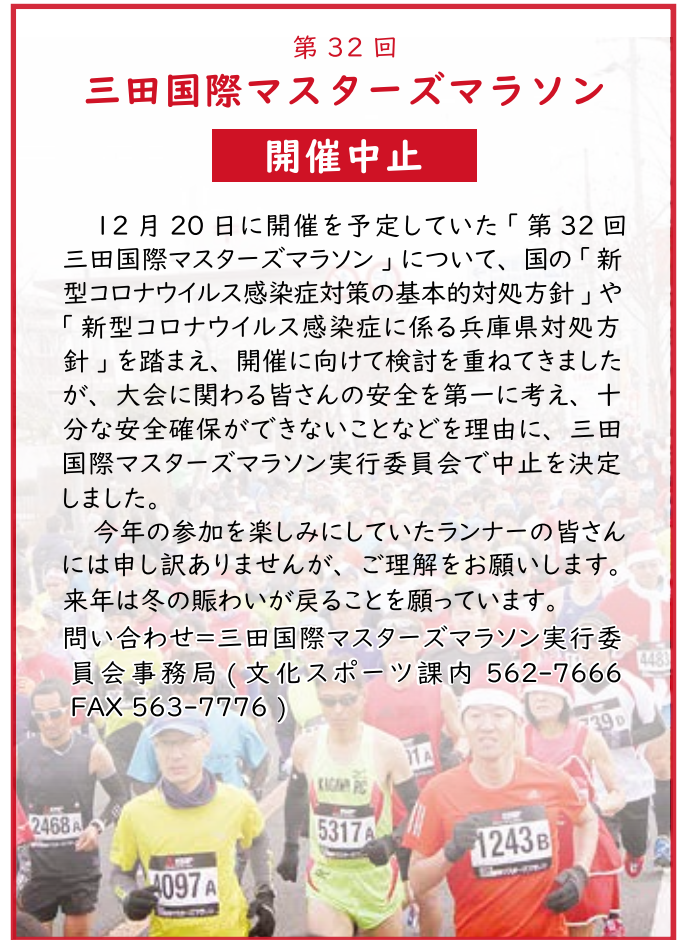 第 32 回
三田国際マスターズマラソン
開催中止
12 月 20 日に開催を予定していた「 第 32 回
三田国際マスターズマラソン 」について、国の「 新
型コロナウイルス感染症対策の基本的対処方針 」や
「 新型コロナウイルス感染症に係る兵庫県対処方
針 」を踏まえ、開催に向けて検討を重ねてきました
が、大会に関わる皆さんの安全を第一に考え、十
分な安全確保ができないことなどを理由に、三田
国際マスターズマラソン実行委員会で中止を決定
しました。
今年の参加を楽しみにしていたランナーの皆さん
には申し訳ありませんが、ご理解をお願いします。
来年は冬の賑わいが戻ることを願っています。
問い合わせ=三田国際マスターズマラソン実行委
員会事務局 ( 文化スポーツ課内 562-7666
FAX 563-7776 )
4483
739 D
91 A
KAGAWA RC
2468 A
5317 A
1243 B
4097 A